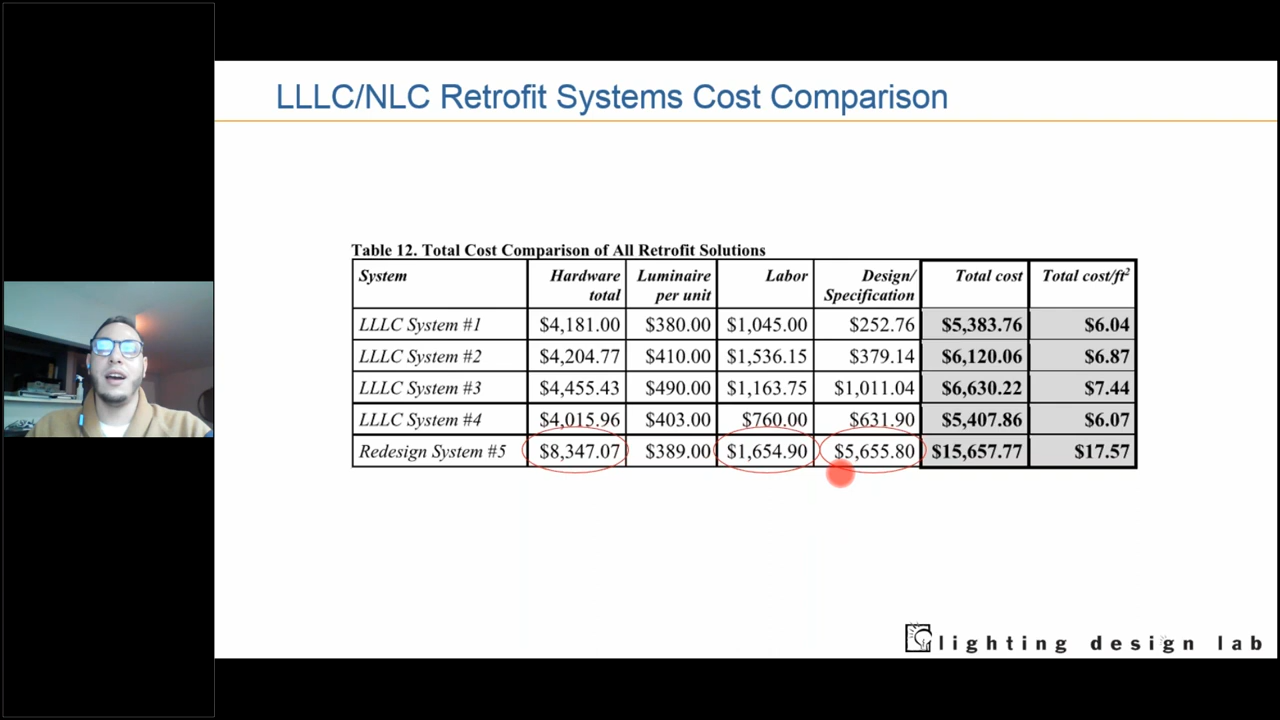 LLLC/NLC Retrofit Systems Cost Comparison
Table 12. Total Cost Comparison of All Retrofit Solutions
System Hardware total Luminaire per unit Labor Design/ Specification Total cost Total cost/ft²
LLLC System #1 $4,181.00 $380.00 $1,045.00 $252.76 $5,383.76 $6.04
LLLC System #2 $4,204.77 $410.00 $1,536.15 $379.14 $6,120.06 $6.87
LLLC System #3 $4,455.43 $490.00 $1,163.75 $1,011.04 $6,630.22 $7.44
LLLC System #4 $4,015.96 $403.00 $760.00 $631.90 $5,407.86 $6.07
Redesign System #5 $8,347.07 $389.00 $1,654.90 $5,655.80 $15,657.77 $17.57
lighting design lab